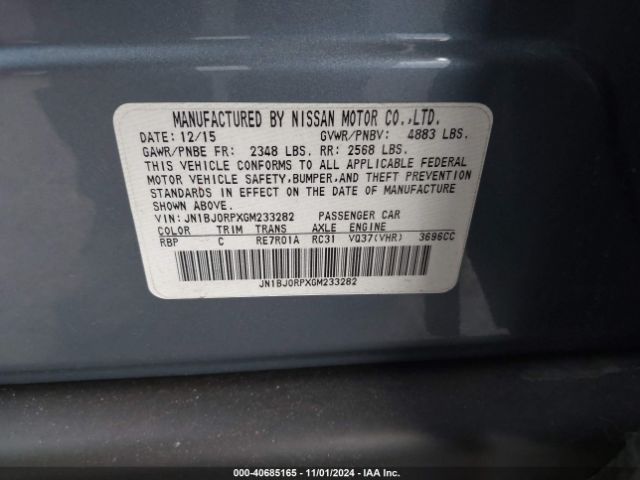 MANUFACTURED BY NISSAN MOTOR CO.,LTD.
DATE: 12/15 GVWR/PNBV: 4883 LBS.
GAWR/PNBE FR: 2348 LBS. RR: 2568 LBS.
THIS VEHICLE CONFORMS TO ALL APPLICABLE FEDERAL
MOTOR VEHICLE SAFETY,BUMPER,AND THEFT PREVENTION
STANDARDS IN EFFECT ON THE DATE OF MANUFACTURE
SHOWN ABOVE.
VIN: JN1BJ0RPXGM233282 PASSENGER CAR
COLOR TRIM TRANS AXLE ENGINE
RBP C RE7R01A RC31 VQ37(VHR) 3696CC
JN1BJ0RPXGM233282
000-40685165 - 11/01/2024 - IAA Inc.